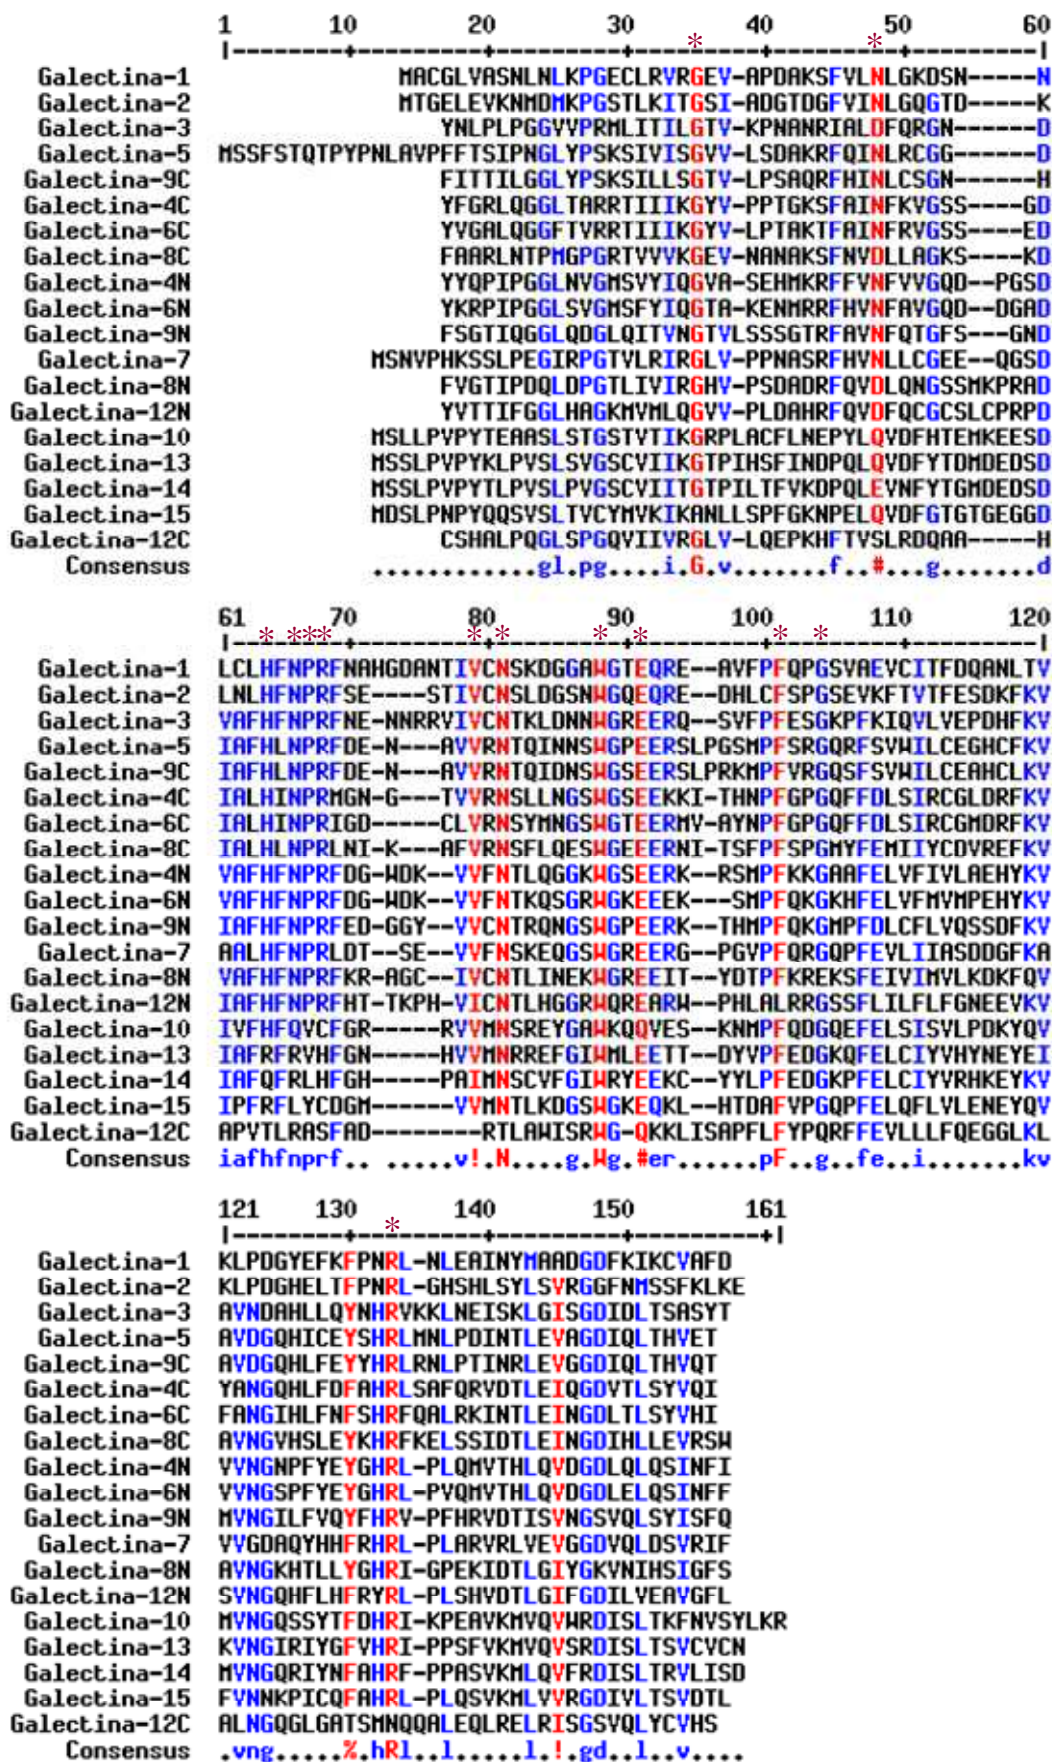 1 10 20 30 40 50 60
|--------+---------+---------+---------+---------+---------|
* *
Galectina-1 MACGLVASNLNLKPGECLRVRGEV-APDAKSFVLNLGKDSN-----N
Galectina-2 MTGELEVKNMDMKPGSTLKITGSI-ADGTDGFVINLGQGTD-----K
Galectina-3 YNLPLPGGVVPRMLITILGTV-KPNANRIALDFQRGN------D
Galectina-5 MSSFSTQTPYPNLAVPFFTSIPNGLYPSKSIVISGVV-LSDAKRFQINLRCGG------D
Galectina-9C FITTILGGLYPSKSILLSGTV-LPSAQRFHINLCSGN------H
Galectina-4C YFGRLQGGLTARRTIIIKGYV-PPTGKSFAINFKVGSS----GD
Galectina-6C YVGALQGGFTVRRTIIIKGYV-LPTAKTFAINFRVGSS----ED
Galectina-8C FAARLNTPMGPGRTVVVKGEV-NANAKSFNVDLLAGKS----KD
Galectina-4N YYQPIPGGLNVGMSVYIQGVA-SEHMKRFFVNFVVGQD--PGSD
Galectina-6N YKRPIPGGLSVGMSFYIQGTA-KENMRRFHVNFAVGQD--DGAD
Galectina-9N FSGTIQGGLQDGLQITVNGTVLSSSGTRFAVNFQTGFS---GND
Galectina-7 MSNVPHKSSLPEGIRPGTVLRIRGLV-PPNASRFHVNLLCGEE--QGSD
Galectina-8N FVGTIPDQLDPGTLIVIRGHV-PSDADRFQVDLQNGSSMKPRAD
Galectina-12N YVTTIFGGLHAGKMVMLQGVV-PLDAHRFQVDFQCGCSLCPRPD
Galectina-10 MSLLPVPYTEAASLSTGSTVTIKGRPLACFLNEPYLQVDFHTEMKEESD
Galectina-13 MSSLPVPYKLPVSLSVGSCVIIKGTPIHSFINDPQLQVDFYTDMDEDSD
Galectina-14 MSSLPVPYTLPVSLPVGSCVIITGTPILTFVKDPQLEVNFYTGMDEDSD
Galectina-15 MDSLPNPYQQSVSLTVCYMVKIKANLLSPFGKNPELQVDFGTGTGEGGD
Galectina-12C CSHALPQGLSPGQVIIVRGLV-LQEPKHFTVSLRDQAA------H
Consensus ............gl.pg.....i.G.v.......f..#...g.......d
61 70 80 90 100 110 120
|--------+---------+---------+---------+---------+---------|
* *** * * * * * *
Galectina-1 LCLHFNPRFNAHGDANTIVCNSKDGGAWGTEQRE--AVFPFQPGSVAEVCITFDQANLTV
Galectina-2 LNLHFNPRFSE-----STIVCNSLDGSNWGQEQRE--DHLCFSPGSEVKFTVTFESDKFKV
Galectina-3 VAFHFNPRFNE-NNRRVIVCNTKLDNNWGREERQ--SVFPFESGKPFKIQVLVEPDHFKV
Galectina-5 IAFHLNPRFDE-N---AVVRNTQINNSWGPEERSLPGSMPFSRGQRFSVWILCEGHCFKV
Galectina-9C IAFHLNPRFDE-N---AVVRNTQIDNSWGSEERSLPRKMPFVRGQSFSVWILCEAHCLKV
Galectina-4C IALHINPRMGN-G---TVVRNSLLNGSWGSEEKKI-THNPFGPGQFFDLSIRCGLDRFKV
Galectina-6C IALHINPRIGD-----CLVRNSYMNGSWGTEERMV-AYNPFGPGQFFDLSIRCGMDRFKV
Galectina-8C IALHLNPRLNI-K---AFVRNSFLQESWGEEERNI-TSFPFSPGMYFEMIIYCDVREFKV
Galectina-4N VAFHFNPRFDG-WDK--VVFNTLQGGKWGSEERK--RSMPFKKGAAFELVFIVLAEHYKV
Galectina-6N VAFHFNPRFDG-WDK--VVFNTKQSGRWGKEEEK---SMPFQKGKHFELVFMVMPEHYKV
Galectina-9N IAFHFNPRFED-GGY--VVCNTRQNGSWGPEERK--THMPFQKGMPFDLCFLVQSSDFKV
Galectina-7 AALHFNPRLDT--SE--VVFNSKEQGSWGREERG--PGVPFQRGQPFEVLIIASDDGFKA
Galectina-8N VAFHFNPRFKR-AGC--IVCNTLINEKWGREEIT--YDTPFKREKSFEIVIMVLKDKFQV
Galectina-12N IAFHFNPRFHT-TKPH-VICNTLHGGRWQREARW--PHLALRRGSSFLILFLFGNEEVKV
Galectina-10 IVFHFQVCFGR-----RVVMNSREYGAWKQQVES--KNMPFQDGQEFELSISVLPDKYQV
Galectina-13 IAFRFRVHFGN-----HVVMNRREFGIWMLEETT--DYVPFEDGKQFELCIYVHYNEYEI
Galectina-14 IAFQFRLHFGH-----PAIMNSCVFGIWRYEEKC--YYLPFEDGKPFELCIYVRHKEYKV
Galectina-15 IPFRFLYCDGM------VVMNTLKDGSWGKEQKL--HTDAFVPGQPFELQFLVLENEYQV
Galectina-12C APVTLRASFAD--------RTLAWISRWG-QKKLISAPFLFYPQRFFEVLLLFQEGGLKL
Consensus iafhfnprf.. .....v!.N....g.Wg.#er......pF..g..fe..i........kv
121 130 140 150 161
|--------+---------+---------+---------+|
*
Galectina-1 KLPDGYEFKFPNRL-NLEAINYMAADGDFKIKCVAFD
Galectina-2 KLPDGHELTFPNRL-GHSHLSYLSVRGGFNMSSFKLKE
Galectina-3 AVNDAHLLQYNHRVKKLNEISKLGISGDIDLTSASYT
Galectina-5 AVDGQHICEYSHRLMNLPDINTLEVAGDIQLTHVET
Galectina-9C AVDGQHLFEYYHRLRNLPTINRLEVGGDIQLTHVQT
Galectina-4C YANGQHLFDFAHRLSAFQRVDTLEIQGDVTLSYVQI
Galectina-6C FANGIHLFNFSHRFQALRKINTLEINGDLTLSYVHI
Galectina-8C AVNGVHSLEYKHRFKELSSIDTLEINGDIHLLEVRSW
Galectina-4N VVNGNPFYEYGHRL-PLQMVTHLQVDGDLQLQSINFI
Galectina-6N VVNGSPFYEYGHRL-PVQMVTHLQVDGDLELQSINFF
Galectina-9N MVNGILFVQYFHRV-PFHRVDTISVNGSVQLSYISFQ
Galectina-7 VVGDAQYHHFRHRL-PLARVRLVEVGGDVQLDSVRIF
Galectina-8N AVNGKHTLLYGHRI-GPEKIDTLGIYGKVNIHSIGFS
Galectina-12N SVNGQHFLHFRYRL-PLSHVDTLGIFGDILVEAVGFL
Galectina-10 MVNGQSSYTFDHRI-KPEAVKMVQVWRDISLTKFNVSYLKR
Galectina-13 KVNGIRIYGFVHRI-PPSFVKMVQVSRDISLTSVCVCN
Galectina-14 MVNGQRIYNFAHRF-PPASVKMLQVFRDISLTRVLISD
Galectina-15 FVNNKPICQFAHRL-PLQSVKMLVVRGDIVLTSVDTL
Galectina-12C ALNGQGLGATSMNQQALEQLRELRISGSVQLYCVHS
Consensus .vng.....%.hRl..l.....l.!.gd..l..v....